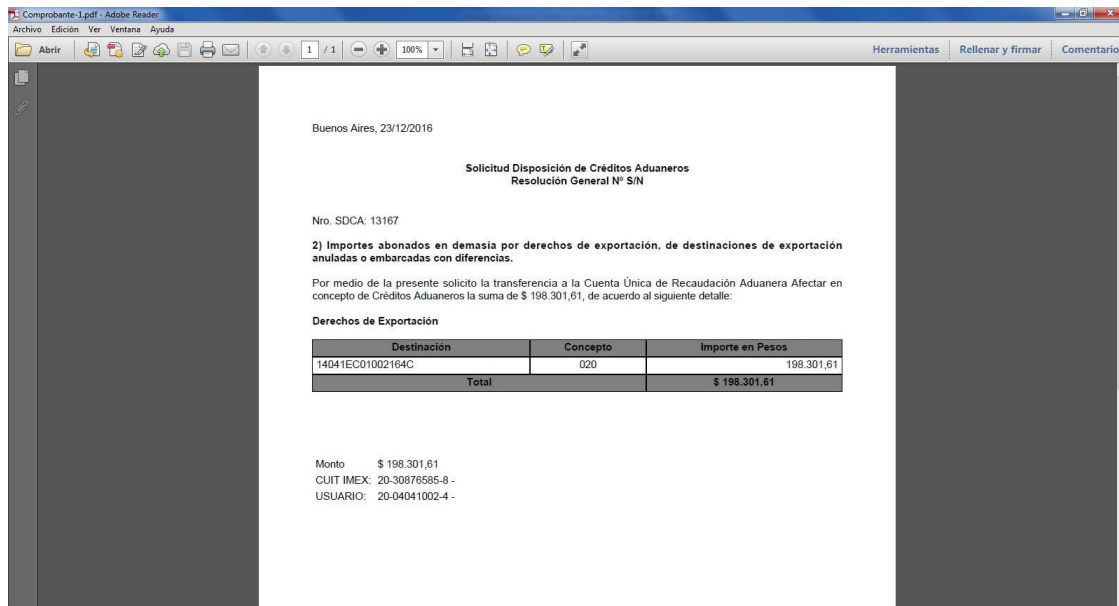 Comprobante-1.pdf - Adobe Reader
Archivo Edición Ver Ventana Ayuda
Abrir 1 / 1 100% Herramientas Rellenar y firmar Comentario
Buenos Aires, 23/12/2016
Solicitud Disposición de Créditos Aduaneros
Resolución General Nº S/N
Nro. SDCA: 13167
2) Importes abonados en demasía por derechos de exportación, de destinaciones de exportación
anuladas o embarcadas con diferencias.
Por medio de la presente solicito la transferencia a la Cuenta Única de Recaudación Aduanera Afectar en
concepto de Créditos Aduaneros la suma de $ 198.301,61, de acuerdo al siguiente detalle:
Derechos de Exportación
Destinación Concepto Importe en Pesos
14041EC01002164C 020 198.301,61
Total $ 198.301,61
Monto $ 198.301,61
CUIT IMEX: 20-30876585-8 -
USUARIO: 20-04041002-4 -